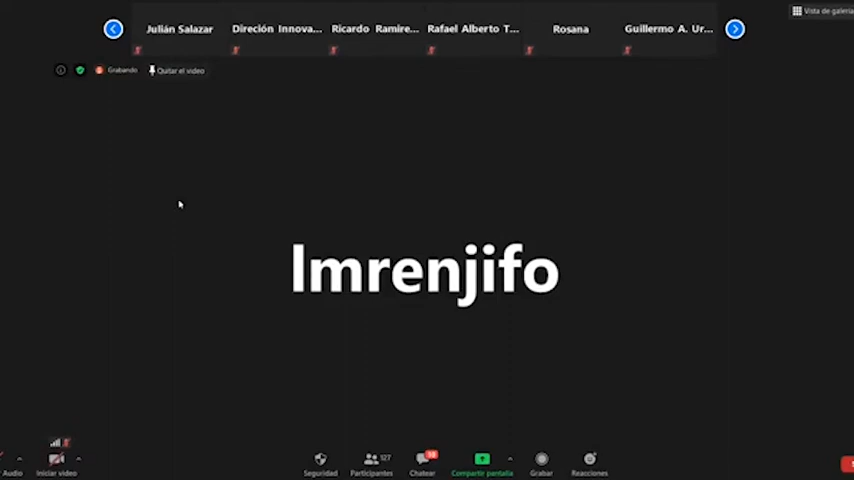 Julián Salazar Direción Innova... Ricardo Ramire... Rafael Alberto T... Rosana Guillermo A. Ur...
Vista de galería
Grabando Quitar el video
lmrenjifo
127
Audio Iniciar video Seguridad Participantes Chatear Compartir pantalla Grabar Reacciones